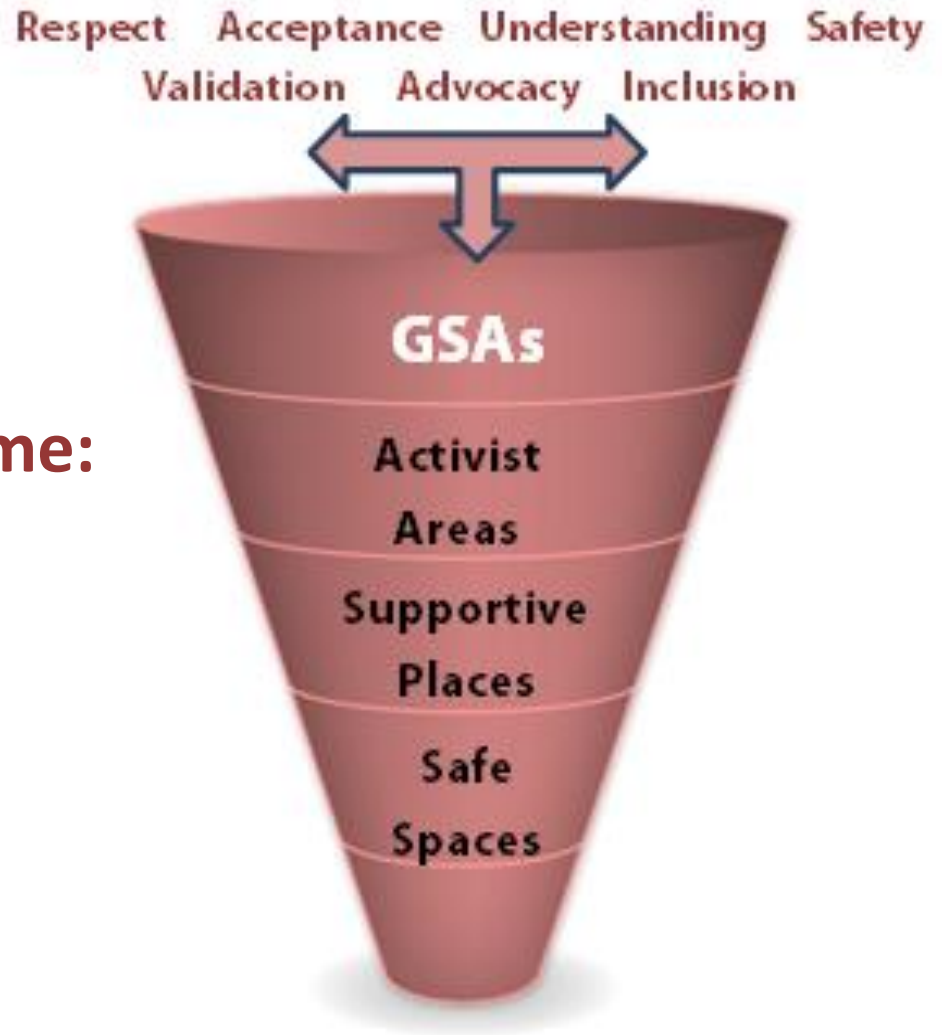 Respect Acceptance Understanding Safety
Validation Advocacy Inclusion
GSAs
me:
Activist
Areas
Supportive
Places
Safe
Spaces